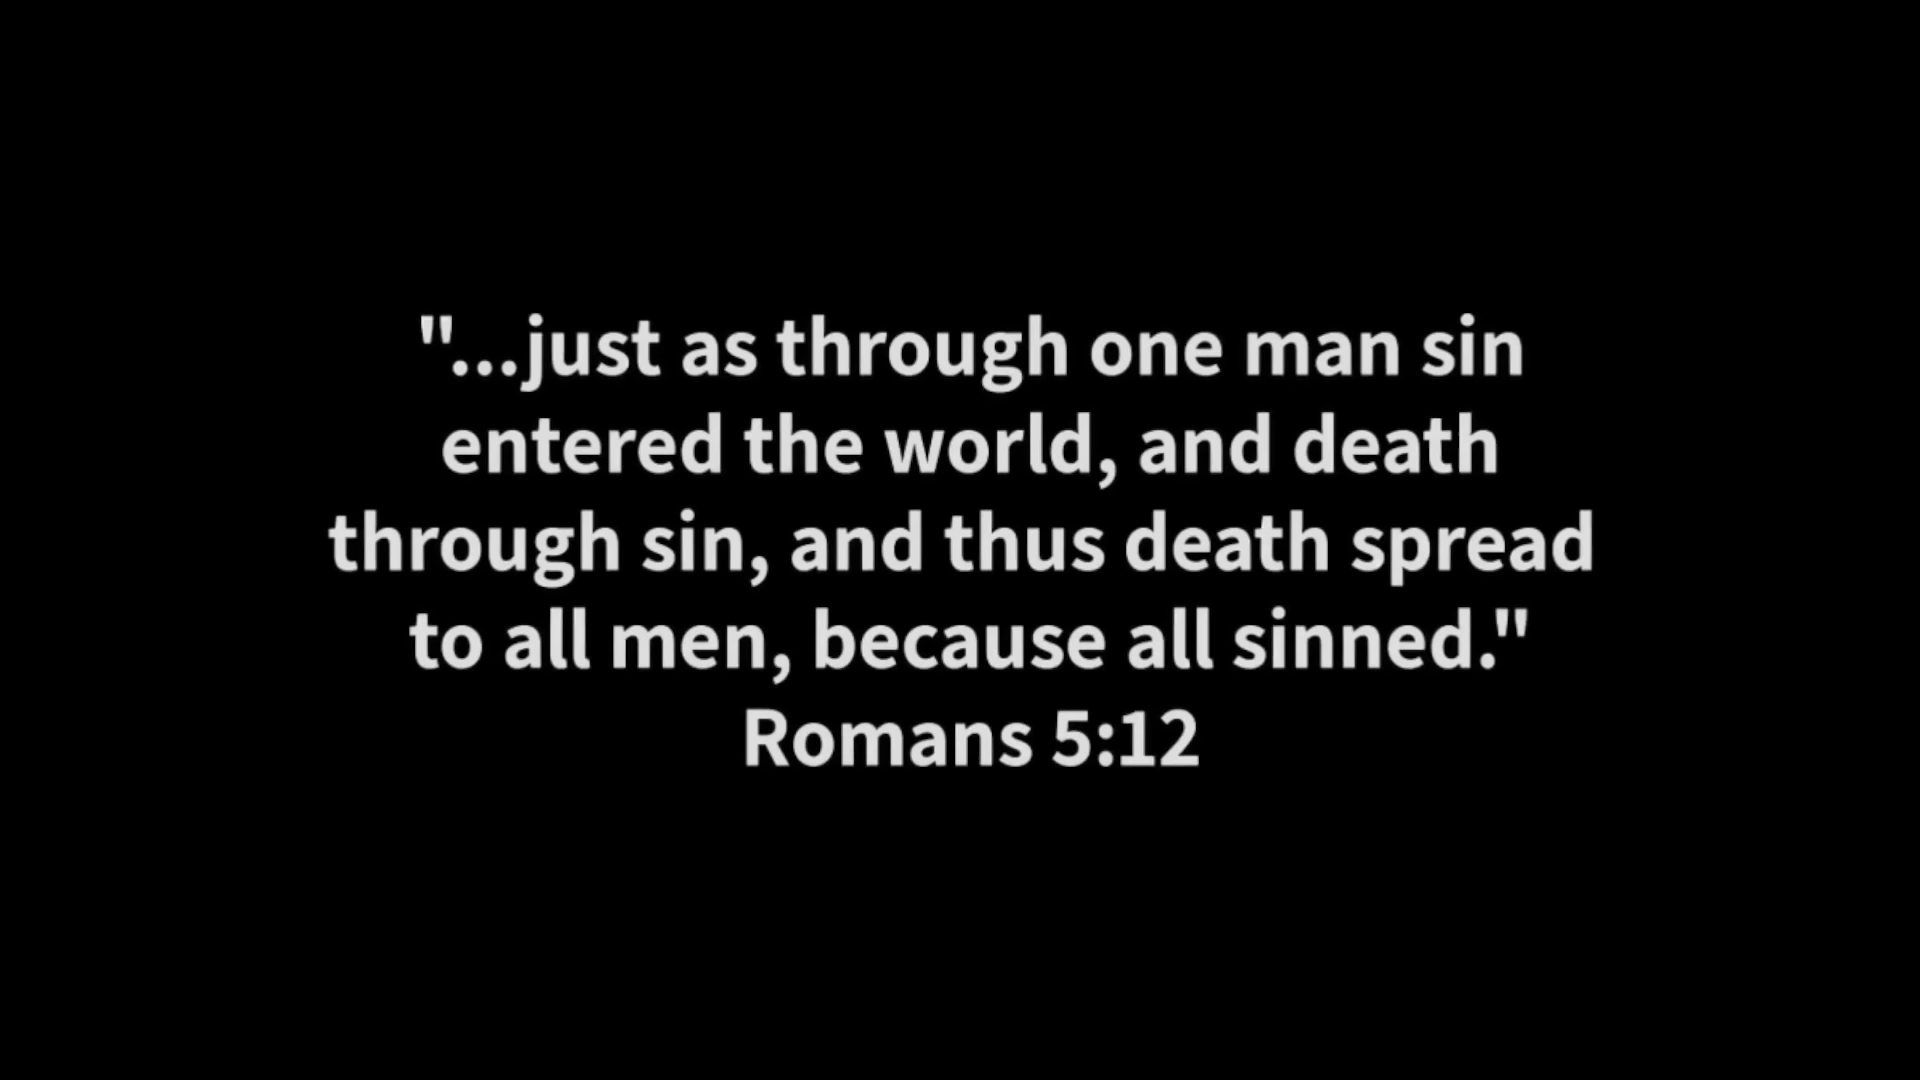 "...just as through one man sin
entered the world, and death
through sin, and thus death spread
to all men, because all sinned."
Romans 5:12